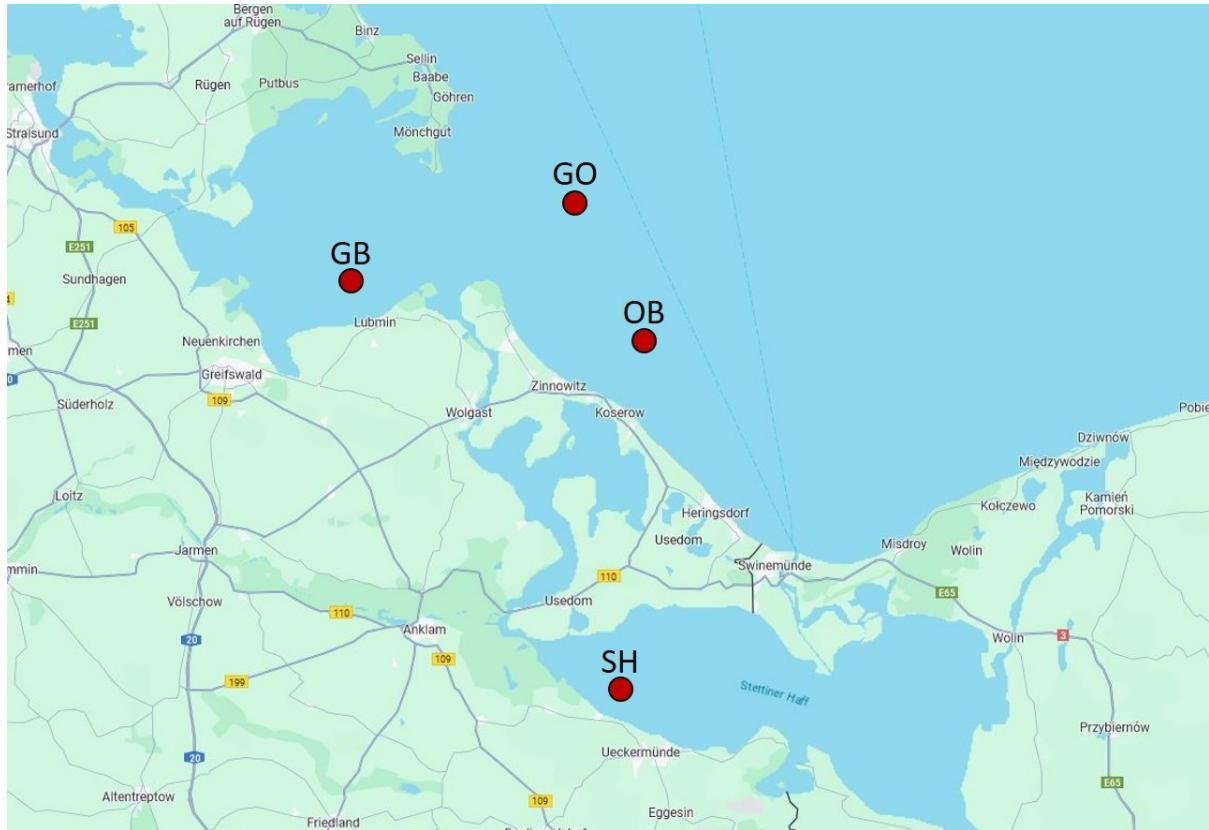 Bergen
auf Rügen
Binz
Sellin
Baabe
Göhren
Rügen
Putbus
Mönchgut
Stralsund
GO
105
E251
GB
Sundhagen
E251
Lubmin
OB
Neuenkirchen
Greifswald
109
Süderholz
Zinnowitz
Wolgast
Koserow
Dziwnów
Międzywodzie
Kołczewo
Kamień
Pomorski
Loitz
Heringsdorf
Usedom
Misdroy
Wolin
Jarmen
Swinemünde
110
Usedom
E65
Völschow
110
Anklam
Wolin
3
20
109
199
SH
Stettiner Haff
Przybiernów
Ueckermünde
20
E65
Altentreptow
109
Eggesin
Friedland